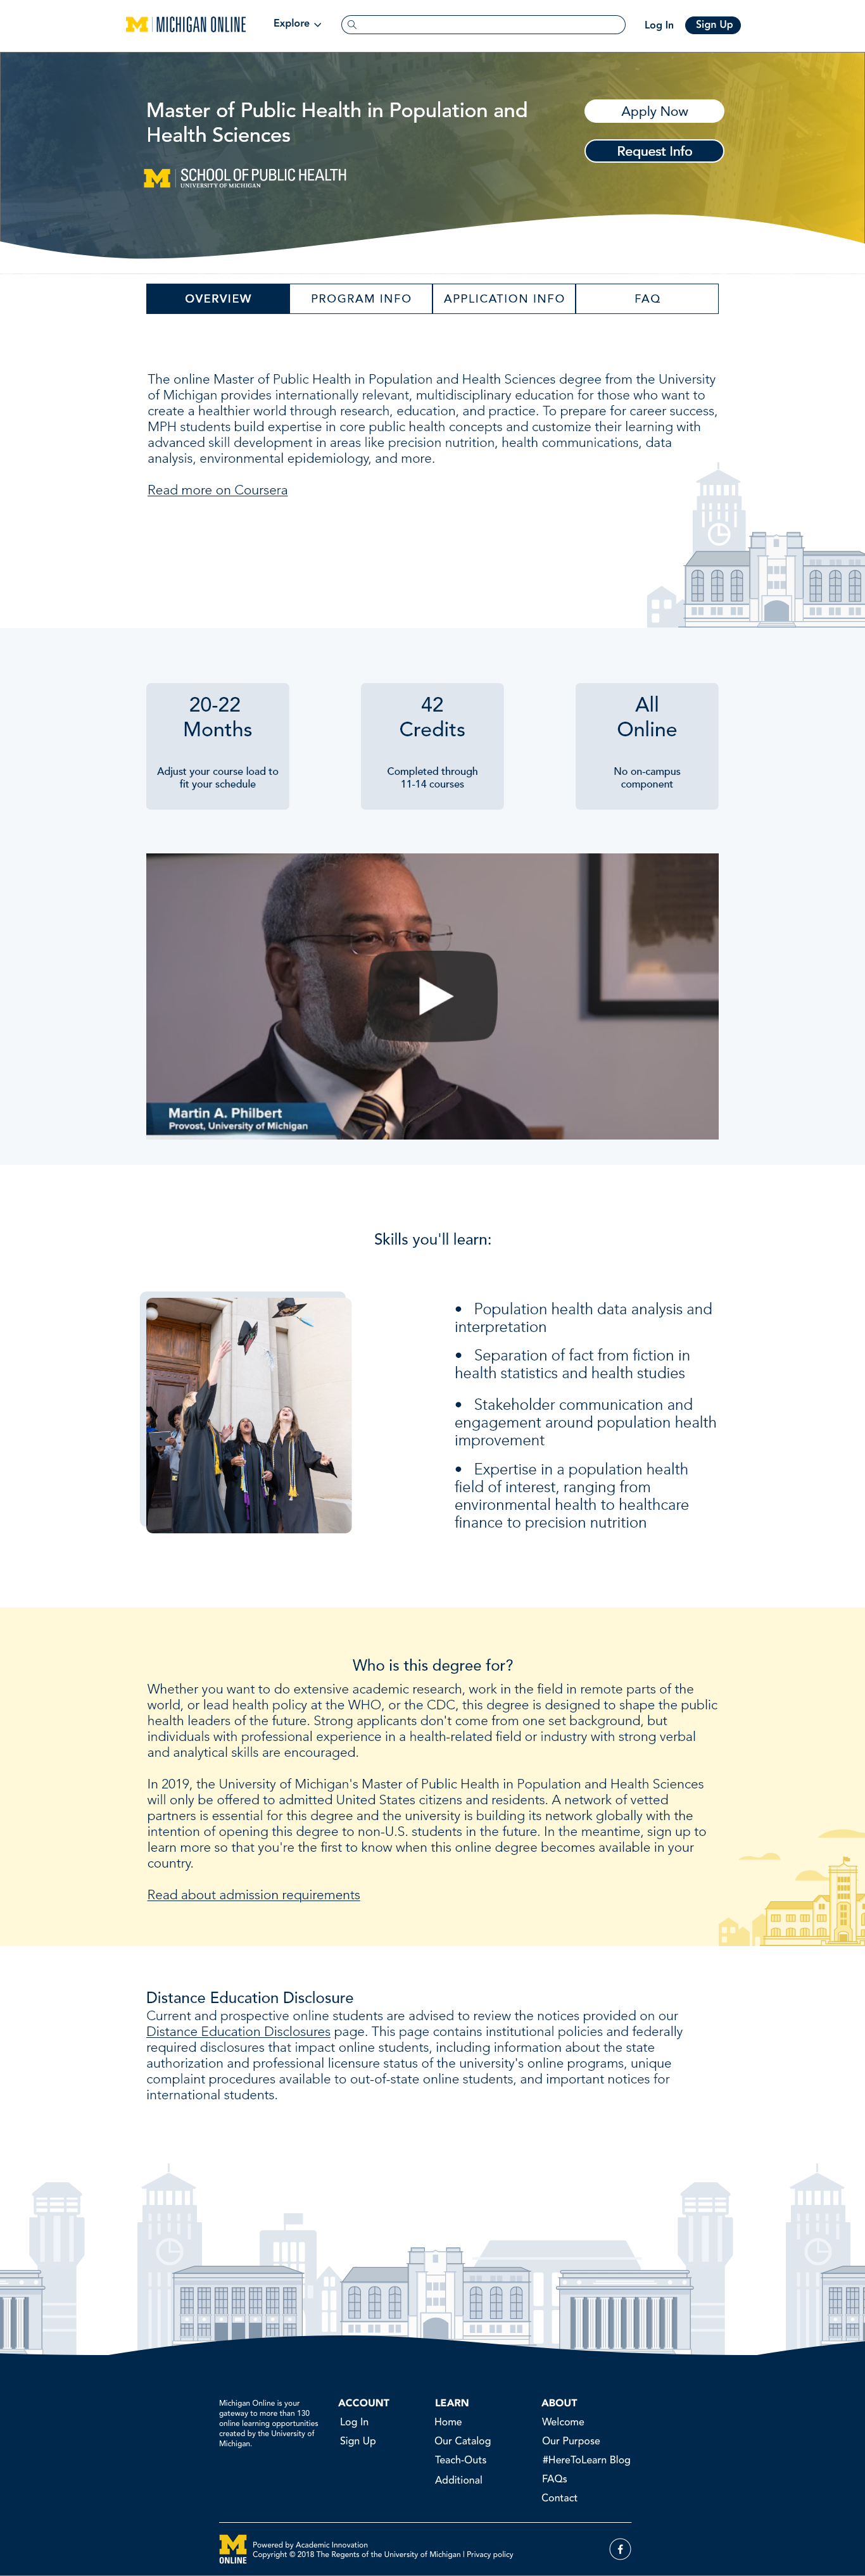 M MICHIGAN ONLINE
Explore
Log In
Sign Up
Master of Public Health in Population and
Health Sciences
Apply Now
Request Info
M SCHOOL OF PUBLIC HEALTH
UNIVERSITY OF MICHIGAN
OVERVIEW
PROGRAM INFO
APPLICATION INFO
FAQ
The online Master of Public Health in Population and Health Sciences degree from the University
of Michigan provides internationally relevant, multidisciplinary education for those who want to
create a healthier world through research, education, and practice. To prepare for career success,
MPH students build expertise in core public health concepts and customize their learning with
advanced skill development in areas like precision nutrition, health communications, data
analysis, environmental epidemiology, and more.
Read more on Coursera
20-22
Months
Adjust your course load to
fit your schedule
42
Credits
Completed through
11-14 courses
All
Online
No on-campus
component
Martin A. Philbert
Provost, University of Michigan
Skills you'll learn:
• Population health data analysis and
interpretation
• Separation of fact from fiction in
health statistics and health studies
• Stakeholder communication and
engagement around population health
improvement
• Expertise in a population health
field of interest, ranging from
environmental health to healthcare
finance to precision nutrition
Who is this degree for?
Whether you want to do extensive academic research, work in the field in remote parts of the
world, or lead health policy at the WHO, or the CDC, this degree is designed to shape the public
health leaders of the future. Strong applicants don't come from one set background, but
individuals with professional experience in a health-related field or industry with strong verbal
and analytical skills are encouraged.
In 2019, the University of Michigan's Master of Public Health in Population and Health Sciences
will only be offered to admitted United States citizens and residents. A network of vetted
partners is essential for this degree and the university is building its network globally with the
intention of opening this degree to non-U.S. students in the future. In the meantime, sign up to
learn more so that you're the first to know when this online degree becomes available in your
country.
Read about admission requirements
Distance Education Disclosure
Current and prospective online students are advised to review the notices provided on our
Distance Education Disclosures page. This page contains institutional policies and federally
required disclosures that impact online students, including information about the state
authorization and professional licensure status of the university's online programs, unique
complaint procedures available to out-of-state online students, and important notices for
international students.
Michigan Online is your
gateway to more than 130
online learning opportunities
created by the University of
Michigan.
ACCOUNT
Log In
Sign Up
LEARN
Home
Our Catalog
Teach-Outs
Additional
ABOUT
Welcome
Our Purpose
#HereToLearn Blog
FAQs
Contact
M
ONLINE
Powered by Academic Innovation
Copyright © 2018 The Regents of the University of Michigan | Privacy policy
f